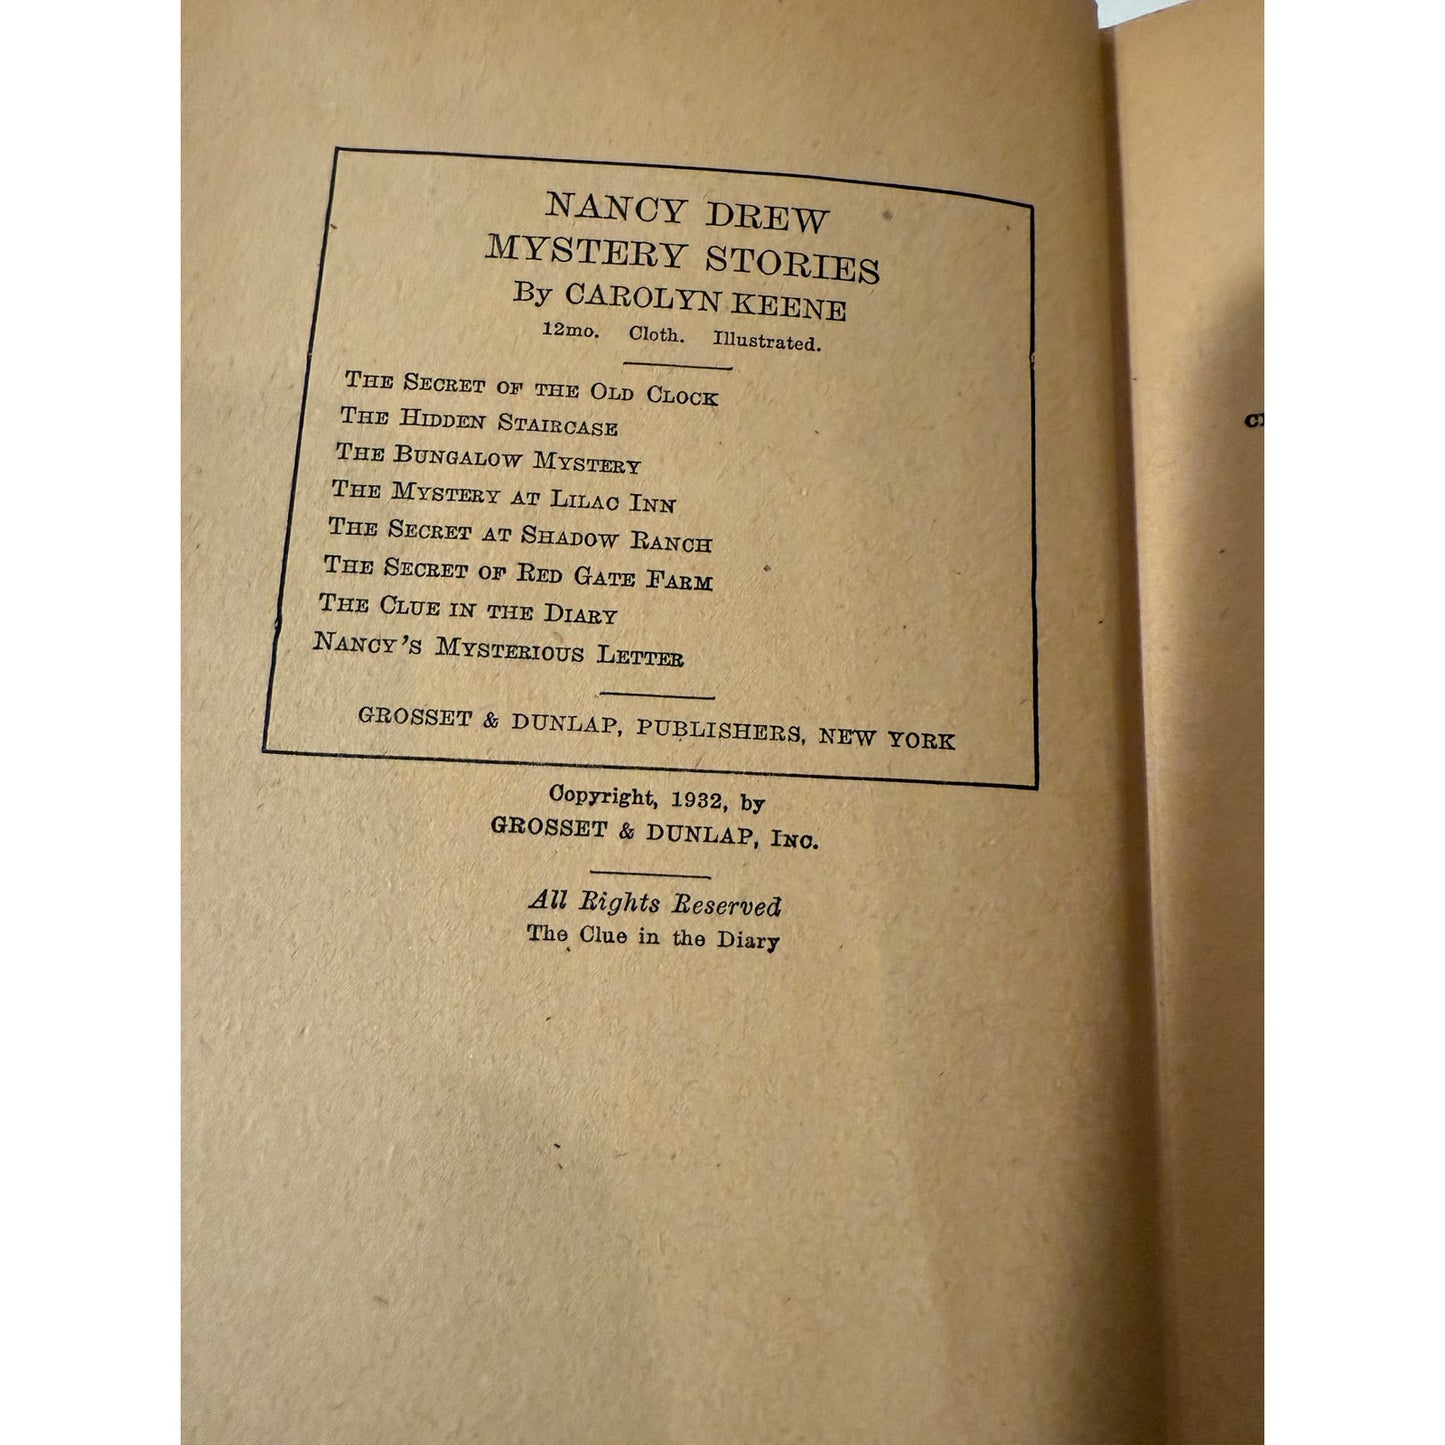 NANCY DREW
MYSTERY STORIES
By CAROLYN KEENE
12mo. Cloth. Illustrated.
THE SECRET OF THE OLD CLOCK
THE HIDDEN STAIRCASE
THE BUNGALOW MYSTERY
THE MYSTERY AT LILAC INN
THE SECRET AT SHADOW RANCH
THE SECRET OF RED GATE FARM
THE CLUE IN THE DIARY
NANCY'S MYSTERIOUS LETTER
GROSSET & DUNLAP, PUBLISHERS, NEW YORK
Copyright, 1932, by
GROSSET & DUNLAP, INC.
All Rights Reserved
The Clue in the Diary